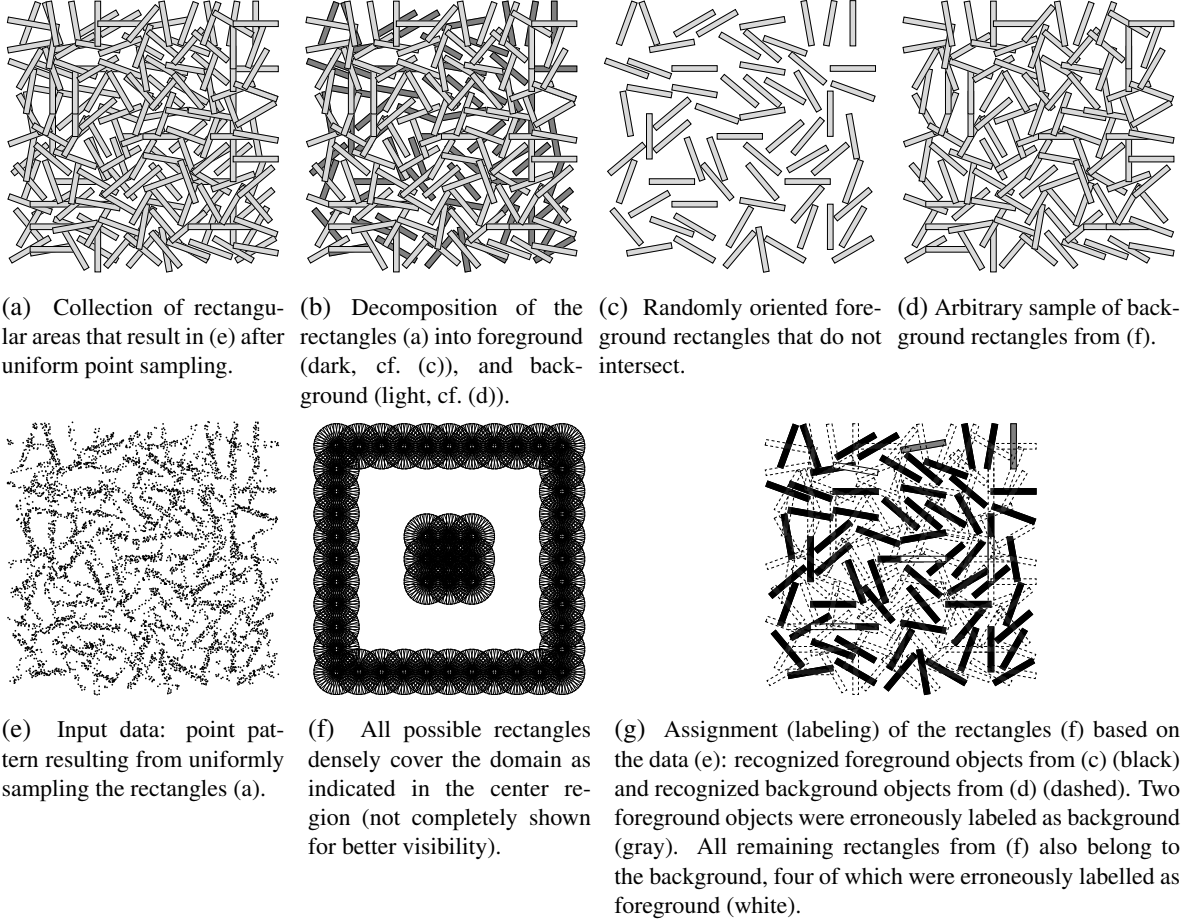 (a) Collection of rectangu-
lar areas that result in (e) after
uniform point sampling.
(b) Decomposition of the
rectangles (a) into foreground
(dark, cf. (c)), and back-
ground (light, cf. (d)).
(c) Randomly oriented fore-
ground rectangles that do not
intersect.
(d) Arbitrary sample of back-
ground rectangles from (f).
(e) Input data: point pat-
tern resulting from uniformly
sampling the rectangles (a).
(f) All possible rectangles
densely cover the domain as
indicated in the center re-
gion (not completely shown
for better visibility).
(g) Assignment (labeling) of the rectangles (f) based on
the data (e): recognized foreground objects from (c) (black)
and recognized background objects from (d) (dashed). Two
foreground objects were erroneously labeled as background
(gray). All remaining rectangles from (f) also belong to
the background, four of which were erroneously labelled as
foreground (white).